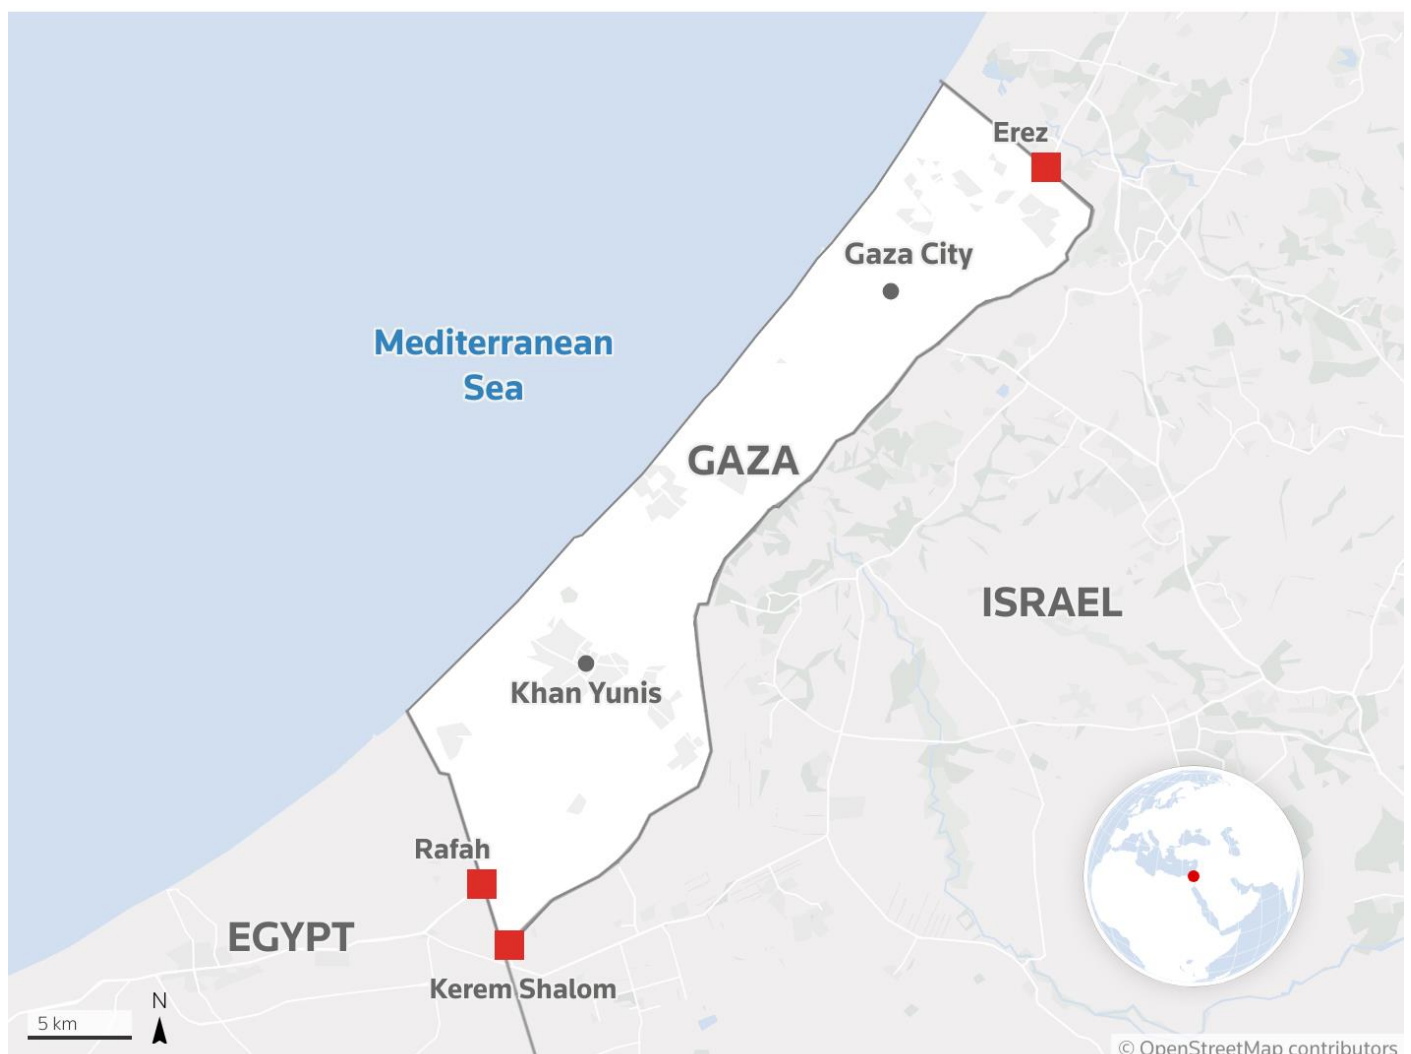 Erez
Gaza City
Mediterranean
Sea
GAZA
ISRAEL
Khan Yunis
Rafah
EGYPT
Kerem Shalom
N
5 km
© OpenStreetMap contributors